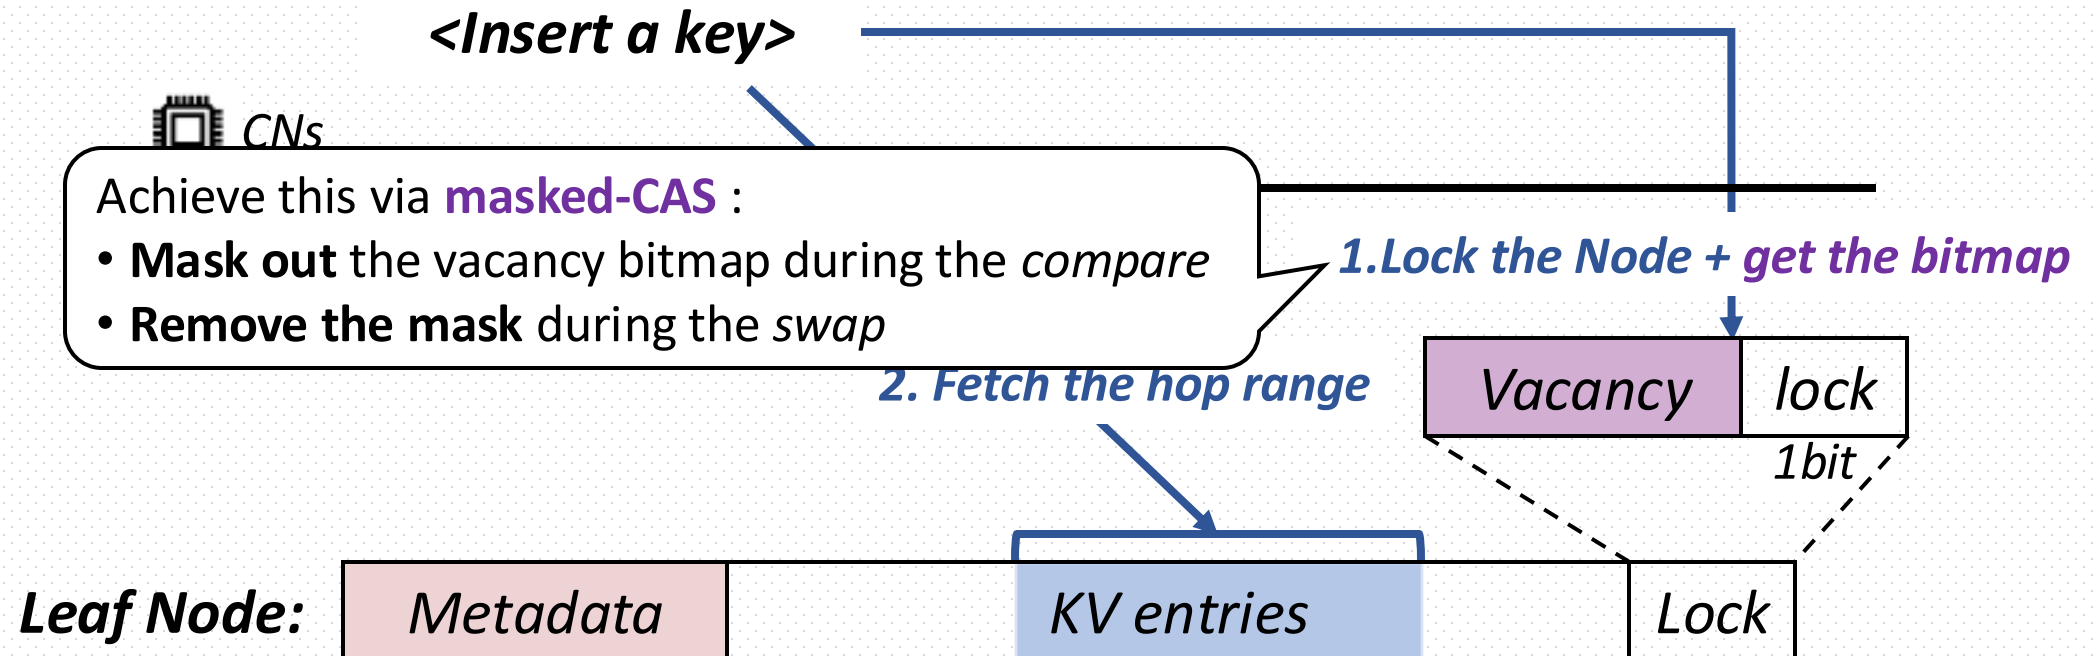 <Insert a key>
CNs
Achieve this via masked-CAS :
• Mask out the vacancy bitmap during the compare
• Remove the mask during the swap
1.Lock the Node + get the bitmap
2. Fetch the hop range
Vacancy
lock
1bit
Leaf Node:
Metadata
KV entries
Lock